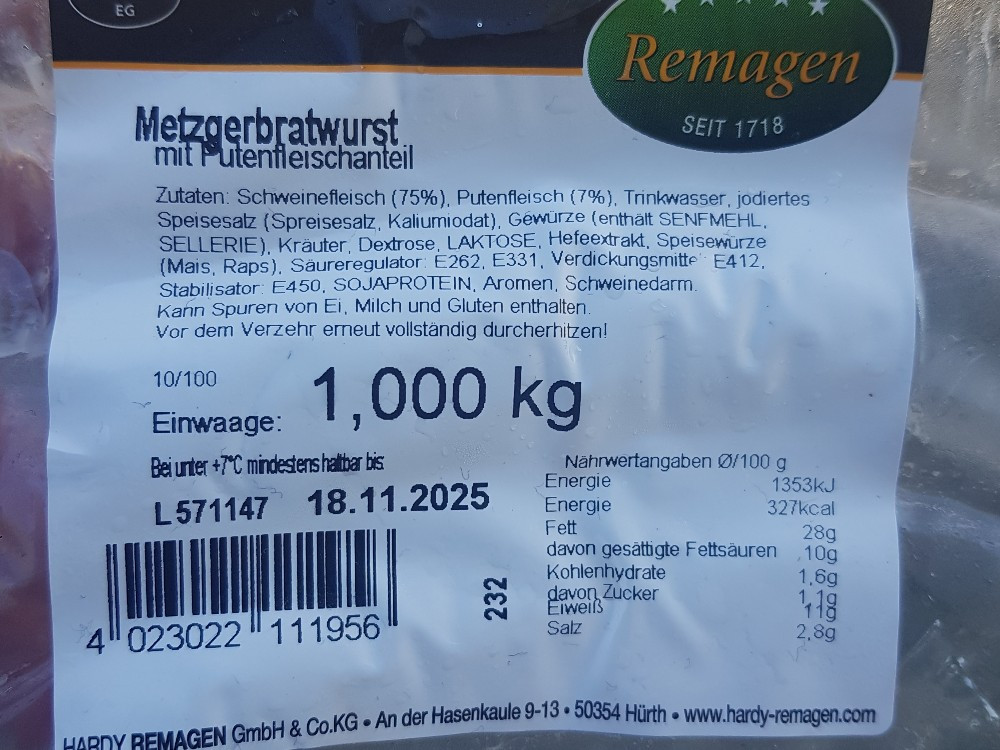 EG
Remagen
SEIT 1718
Metzgerbratwurst
mit Putenfleischanteil
Zutaten: Schweinefleisch (75%), Putenfleisch (7%), Trinkwasser, jodiertes
Speisesalz (Spreisesalz, Kaliumiodat), Gewürze (enthält SENFMEHL,
SELLERIE), Kräuter, Dextrose, LAKTOSE, Hefeextrakt, Speisewürze
(Mais, Raps), Säureregulator: E262, E331, Verdickungsmittel: E412,
Stabilisator: E450, SOJAPROTEIN, Aromen, Schweinedarm.
Kann Spuren von Ei, Milch und Gluten enthalten.
Vor dem Verzehr erneut vollständig durcherhitzen!
10/100
Einwaage: 1,000 kg
Bei unter +7°C mindestens haltbar bis:
L 571147 18.11.2025
4 023022 111956
232
Nährwertangaben Ø/100 g
Energie 1353kJ
Energie 327kcal
Fett 28g
davon gesättigte Fettsäuren 10g
Kohlenhydrate 1,6g
davon Zucker 1,1g
Eiweiß 11g
Salz 2,8g
HARDY REMAGEN GmbH & Co.KG • An der Hasenkaule 9-13 • 50354 Hürth • www.hardy-remagen.com